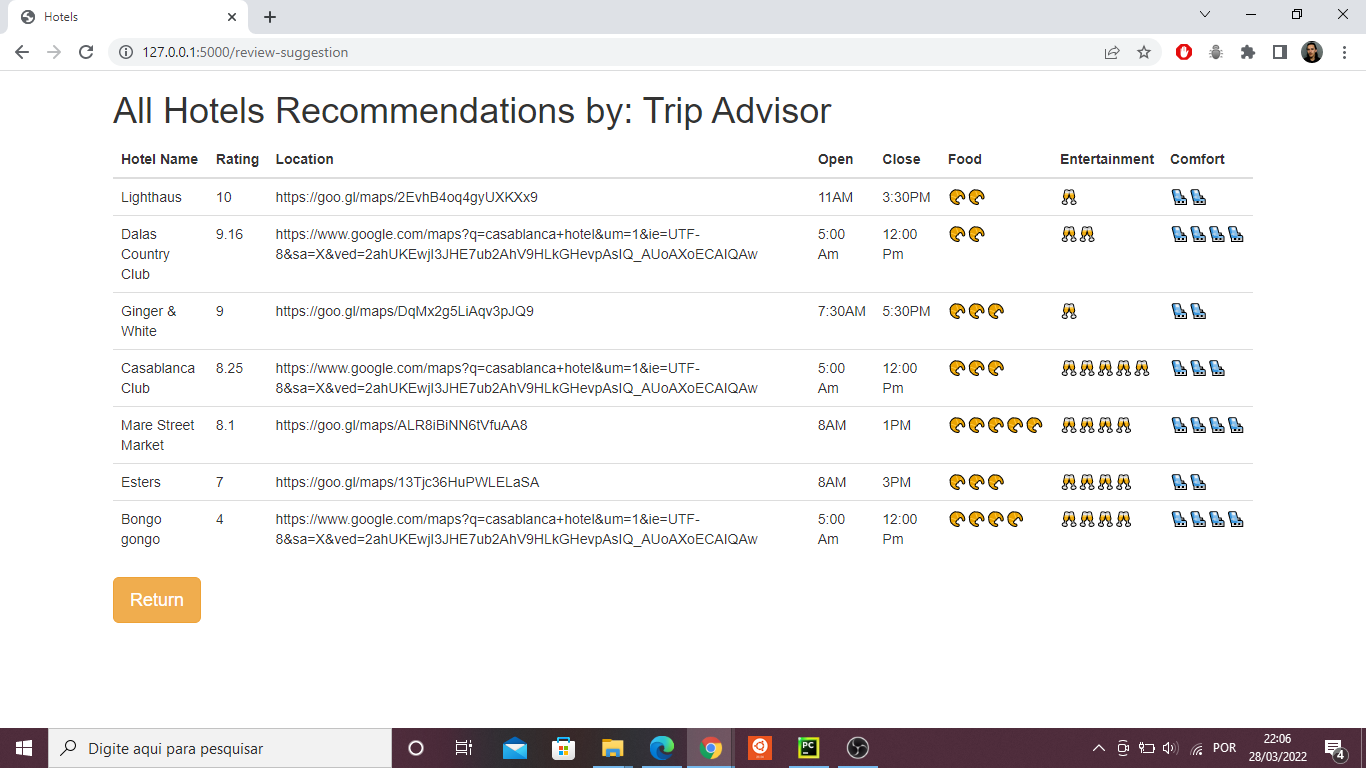 Hotels
127.0.0.1:5000/review-suggestion
All Hotels Recommendations by: Trip Advisor
Hotel Name Rating Location Open Close Food Entertainment Comfort
Lighthaus 10 https://goo.gl/maps/2EvhB4oq4gyUXKXx9 11AM 3:30PM
Dalas 9.16 https://www.google.com/maps?q=casablanca+hotel&um=1&ie=UTF- 5:00 12:00
Country 8&sa=X&ved=2ahUKEwjI3JHE7ub2AhV9HLkGHevpAsIQ_AUoAXoECAIQAw Am Pm
Club
Ginger & 9 https://goo.gl/maps/DqMx2g5LiAqv3pJQ9 7:30AM 5:30PM
White
Casablanca 8.25 https://www.google.com/maps?q=casablanca+hotel&um=1&ie=UTF- 5:00 12:00
Club 8&sa=X&ved=2ahUKEwjI3JHE7ub2AhV9HLkGHevpAsIQ_AUoAXoECAIQAw Am Pm
Mare Street 8.1 https://goo.gl/maps/ALR8iBiNN6tVfuAA8 8AM 1PM
Market
Esters 7 https://goo.gl/maps/13Tjc36HuPWLELaSA 8AM 3PM
Bongo 4 https://www.google.com/maps?q=casablanca+hotel&um=1&ie=UTF- 5:00 12:00
gongo 8&sa=X&ved=2ahUKEwjI3JHE7ub2AhV9HLkGHevpAsIQ_AUoAXoECAIQAw Am Pm
Return
Digite aqui para pesquisar
PC
POR
22:06
28/03/2022
4